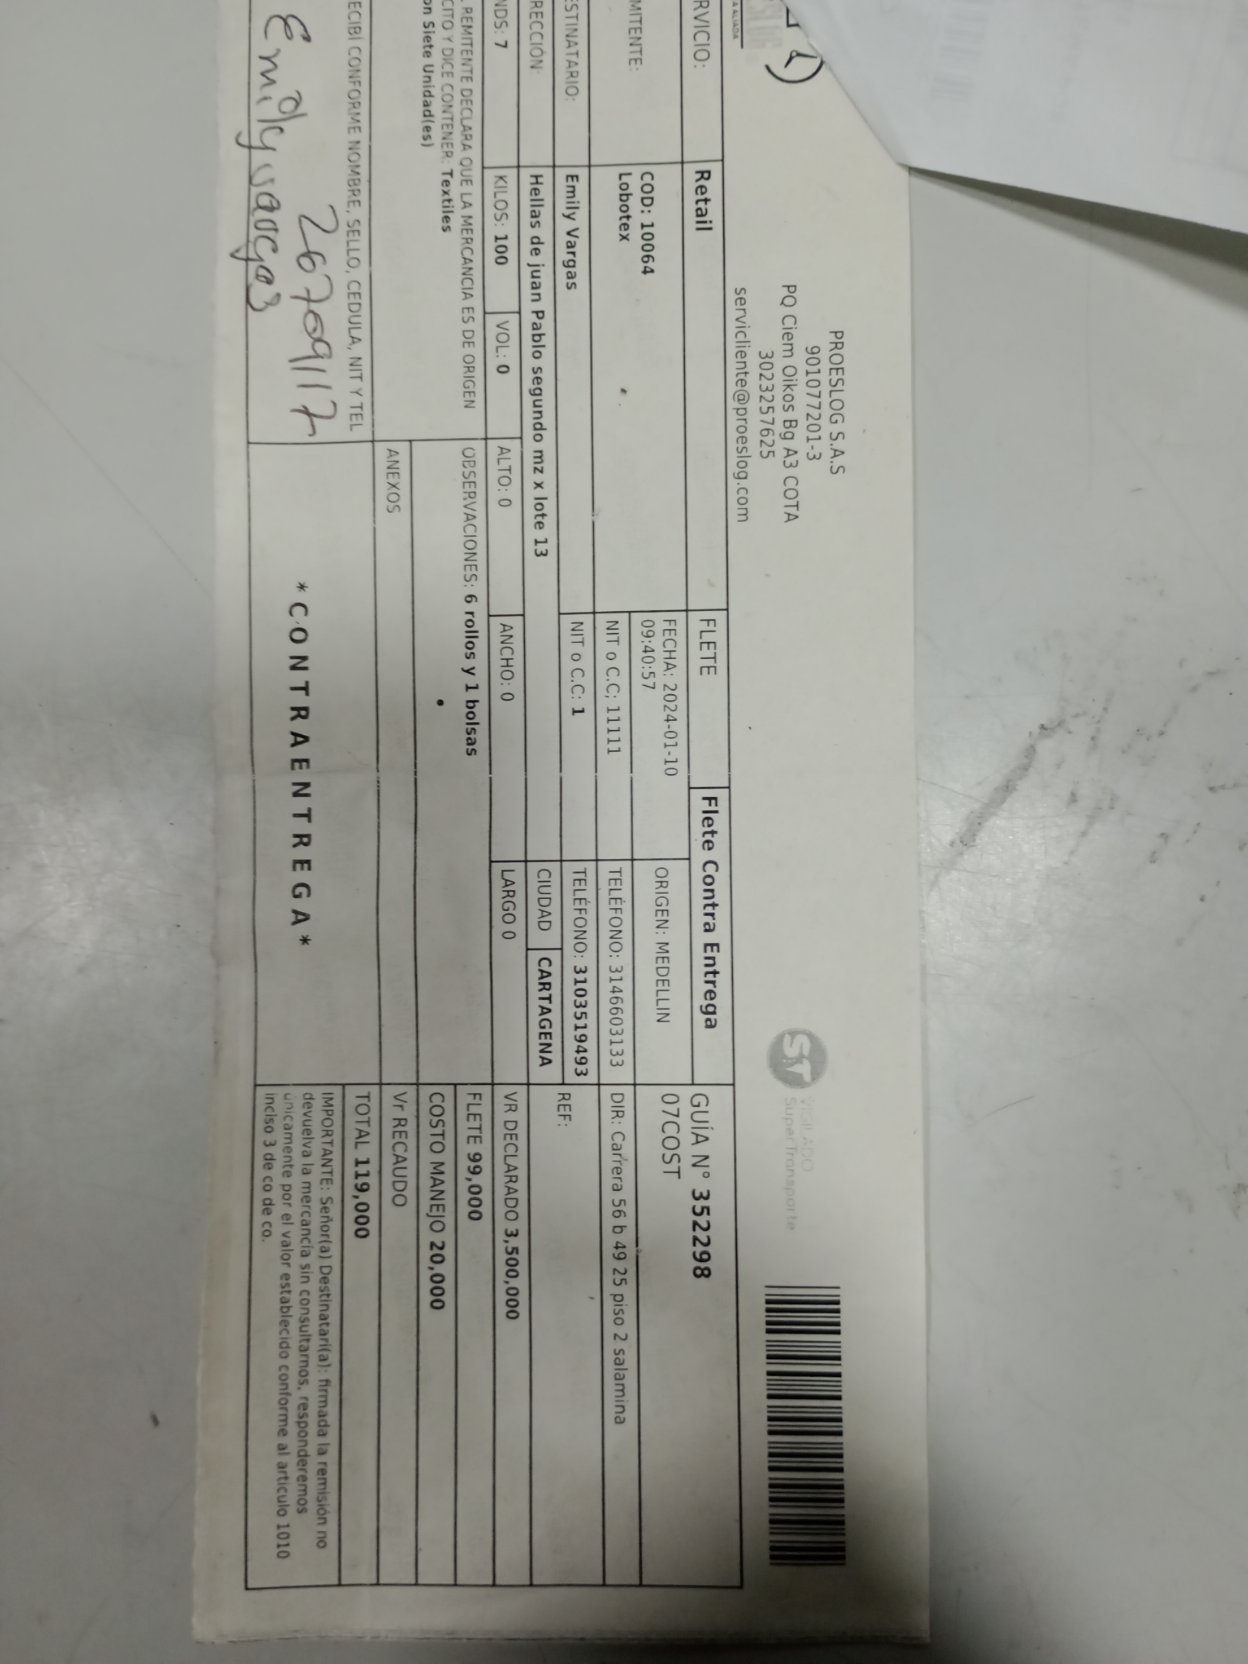 PROESLOG S.A.S
901077201-3
PQ Ciem Oikos Bg A3 COTA
3023257625
servicliente@proeslog.com
VIGILADO
SuperTransporte
A ALIADA
RVICIO: Retail FLETE Flete Contra Entrega GUÍA N° 352298
07COST
MITENTE: COD: 10064
Lobotex
FECHA: 2024-01-10
09:40:57
ORIGEN: MEDELLIN
NIT o C.C: 11111 TELÉFONO: 3146603133 DIR: Carrera 56 b 49 25 piso 2 salamina
ESTINATARIO: Emily Vargas NIT o C.C: 1 TELÉFONO: 3103519493 REF:
RECCIÓN: Hellas de juan Pablo segundo mz x lote 13 CIUDAD CARTAGENA
NDS: 7 KILOS: 100 VOL: 0 ALTO: 0 ANCHO: 0 LARGO 0 VR DECLARADO 3,500,000
REMITENTE DECLARA QUE LA MERCANCIA ES DE ORIGEN
CITO Y DICE CONTENER: Textiles
on Siete Unidad(es)
OBSERVACIONES: 6 rollos y 1 bolsas
FLETE 99,000
COSTO MANEJO 20,000
ANEXOS
Vr RECAUDO
TOTAL 119,000
ECIBÍ CONFORME NOMBRE, SELLO, CEDULA, NIT Y TEL
26709117
Emily vargas
*CONTRAENTREGA*
IMPORTANTE: Señor(a) Destinatari(a): firmada la remisión no
devuelva la mercancía sin consultarnos, responderemos
únicamente por el valor establecido conforme al articulo 1010
inciso 3 de co de co.